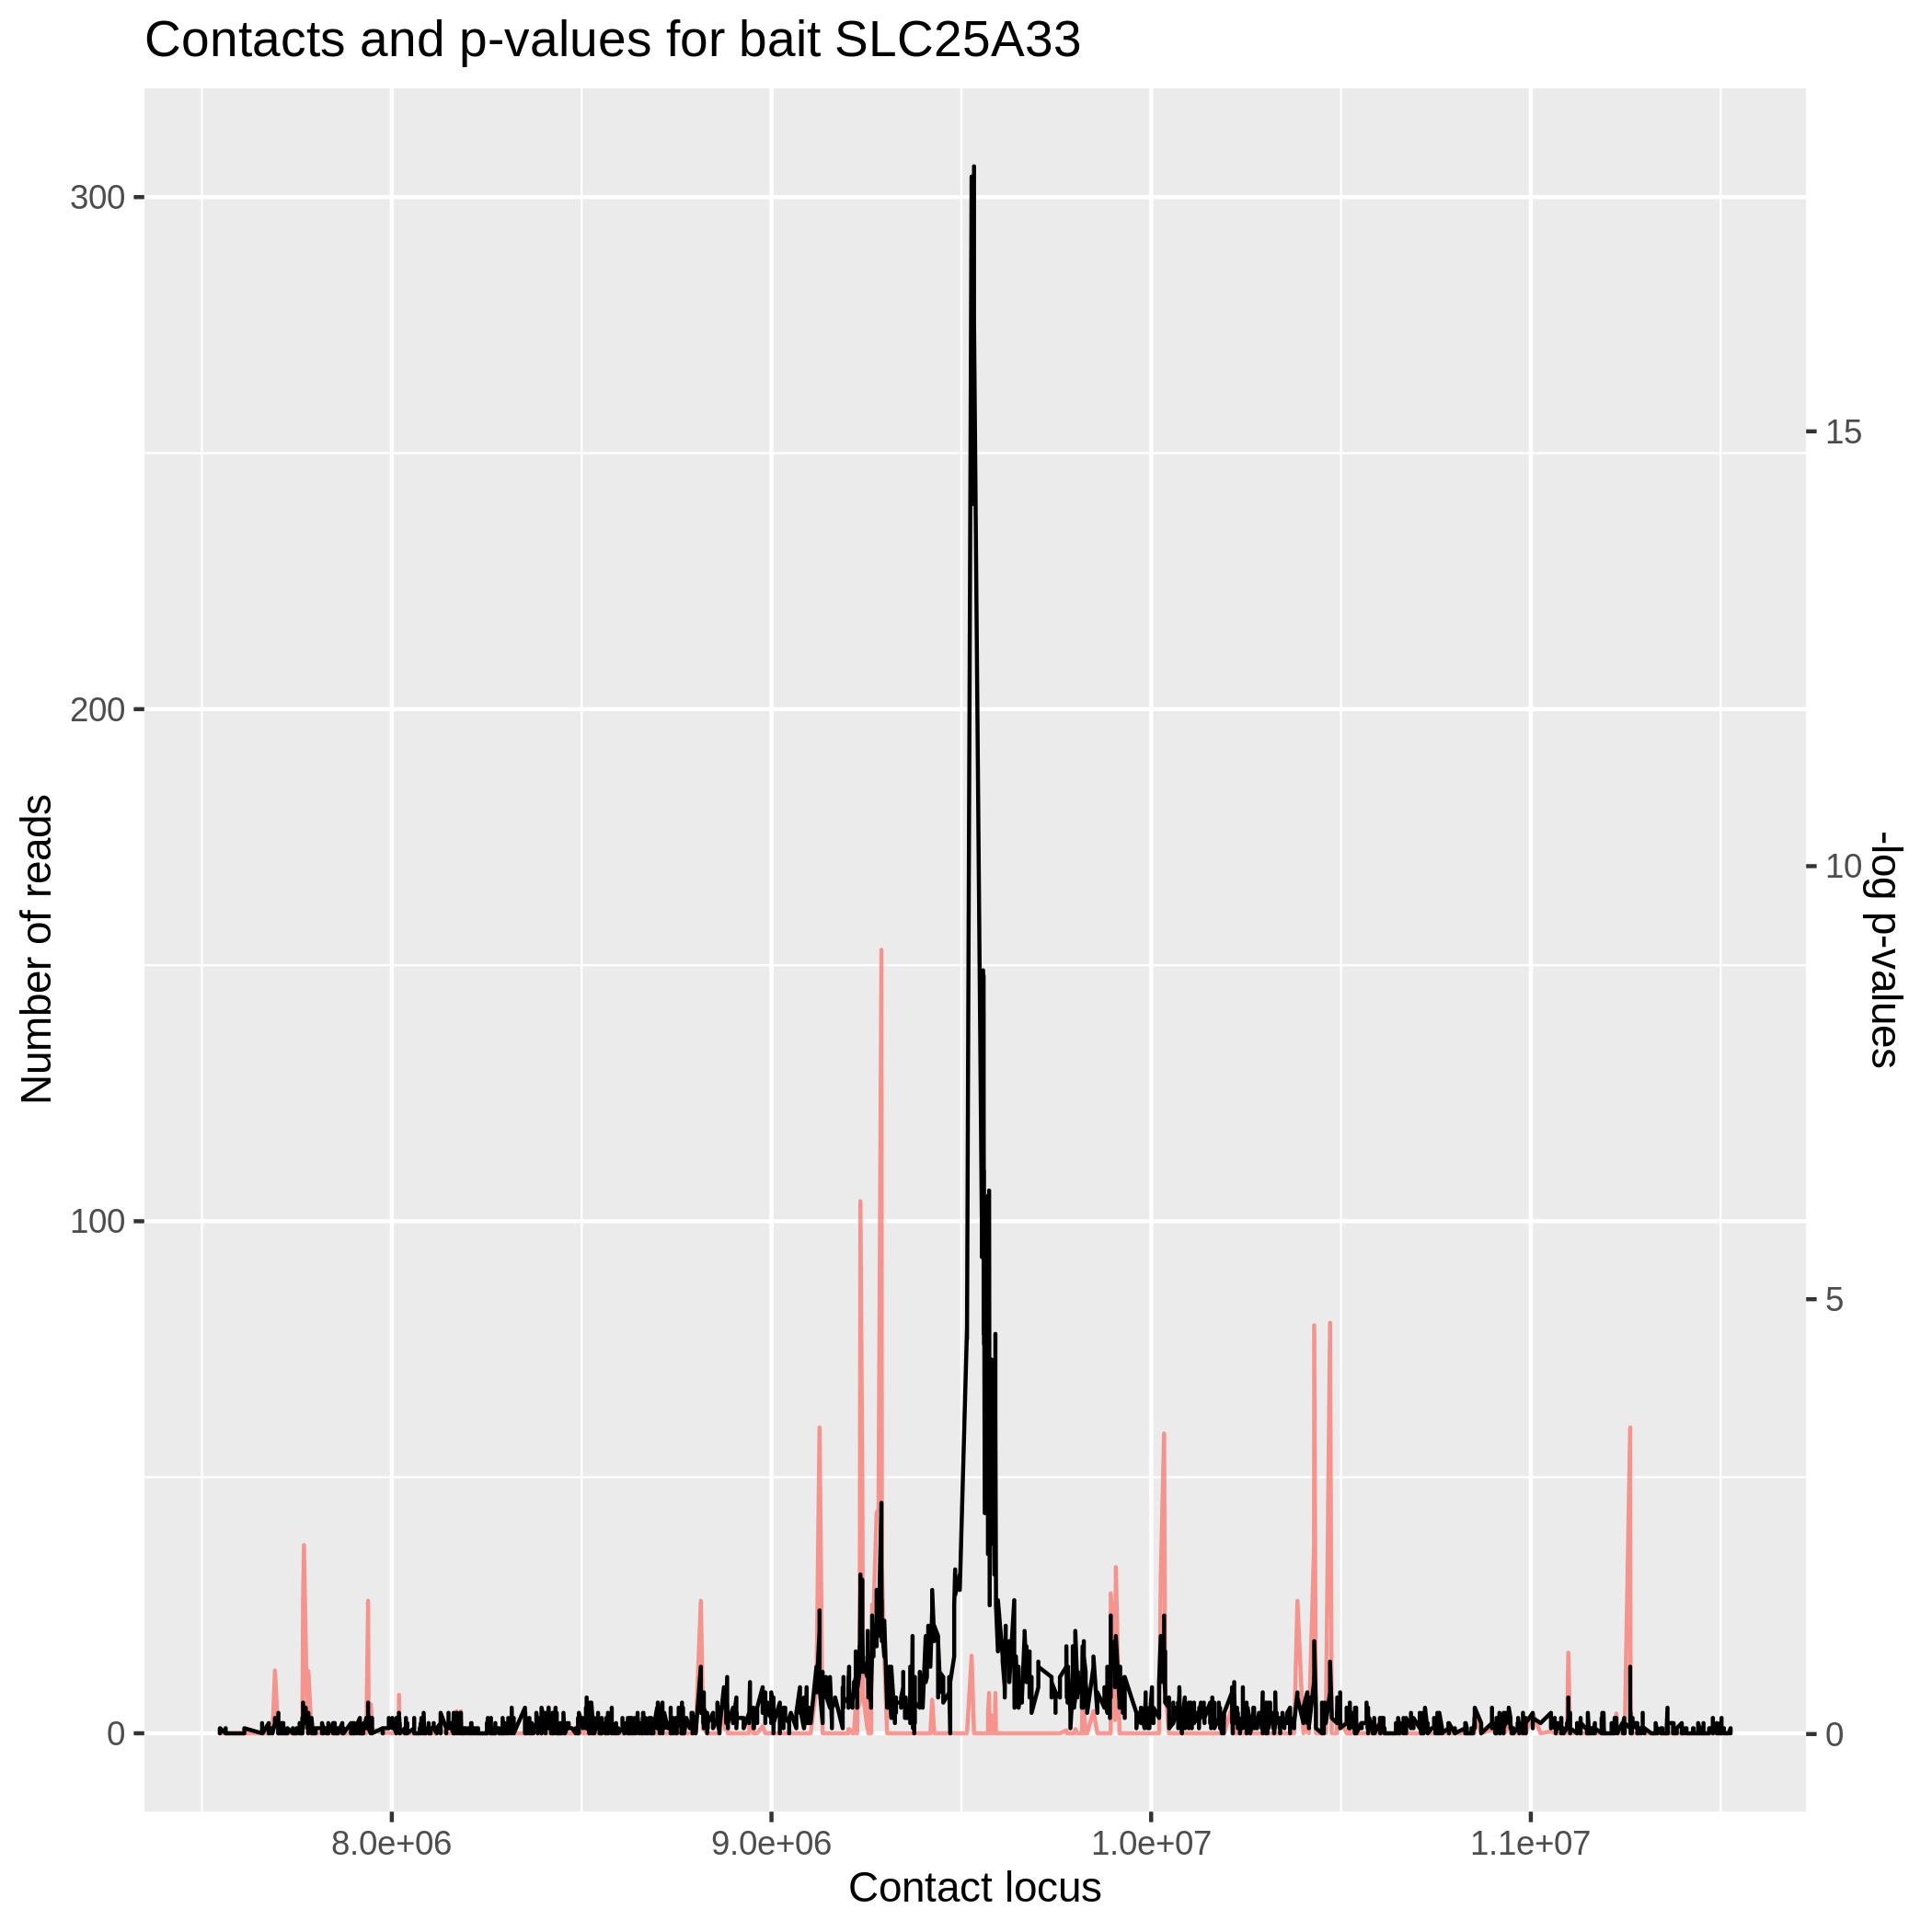 Contacts and p-values for bait SLC25A33
300
200
100
0
Number of reads
15
10
5
0
-log p-values
8.0e+06
9.0e+06
1.0e+07
1.1e+07
Contact locus